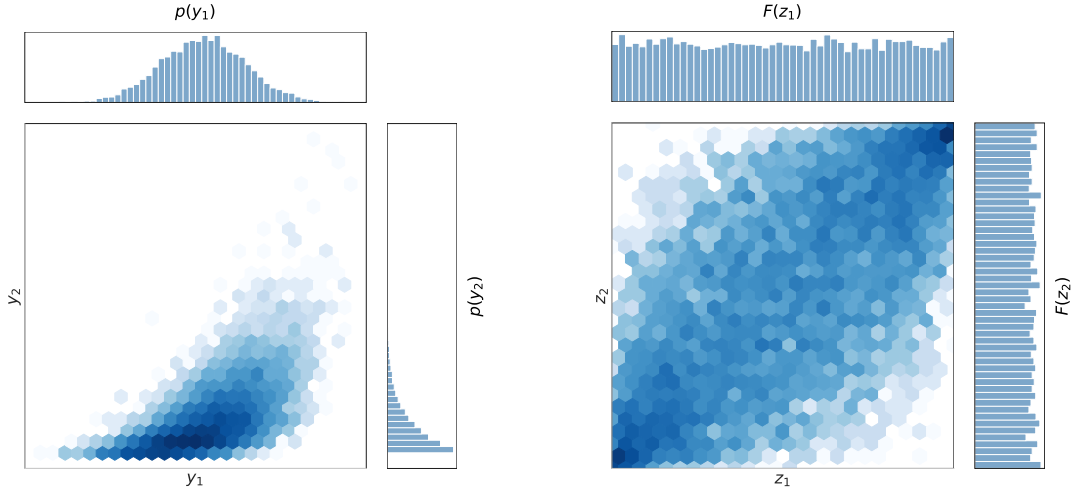 p(y₁)
F(z₁)
y₂
p(y₂)
z₂
F(z₂)
y₁
z₁